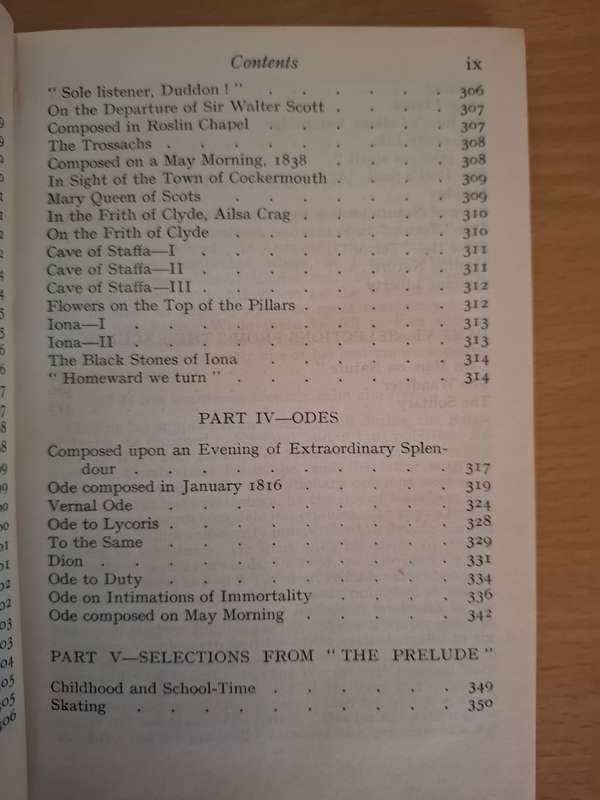 Contents ix
" Sole listener, Duddon ! " . . . . . . 306
On the Departure of Sir Walter Scott . . . . 307
Composed in Roslin Chapel . . . . . 307
The Trossachs . . . . . . . . 308
Composed on a May Morning, 1838 . . . . 308
In Sight of the Town of Cockermouth . . . . 309
Mary Queen of Scots . . . . . . 309
In the Frith of Clyde, Ailsa Crag . . . . . 310
On the Frith of Clyde . . . . . . 310
Cave of Staffa—I . . . . . . . 311
Cave of Staffa—II . . . . . . . 311
Cave of Staffa—III . . . . . . . 312
Flowers on the Top of the Pillars . . . . . 312
Iona—I . . . . . . . . . 313
Iona—II . . . . . . . . . 313
The Black Stones of Iona . . . . . . 314
" Homeward we turn " . . . . . . 314
PART IV—ODES
Composed upon an Evening of Extraordinary Splen-
dour . . . . . . . . . . 317
Ode composed in January 1816 . . . . . 319
Vernal Ode . . . . . . . . 324
Ode to Lycoris . . . . . . . . 328
To the Same . . . . . . . . 329
Dion . . . . . . . . . . 331
Ode to Duty . . . . . . . . 334
Ode on Intimations of Immortality . . . . 336
Ode composed on May Morning . . . . . 342
PART V—SELECTIONS FROM " THE PRELUDE "
Childhood and School-Time . . . . . . 349
Skating . . . . . . . . . 350